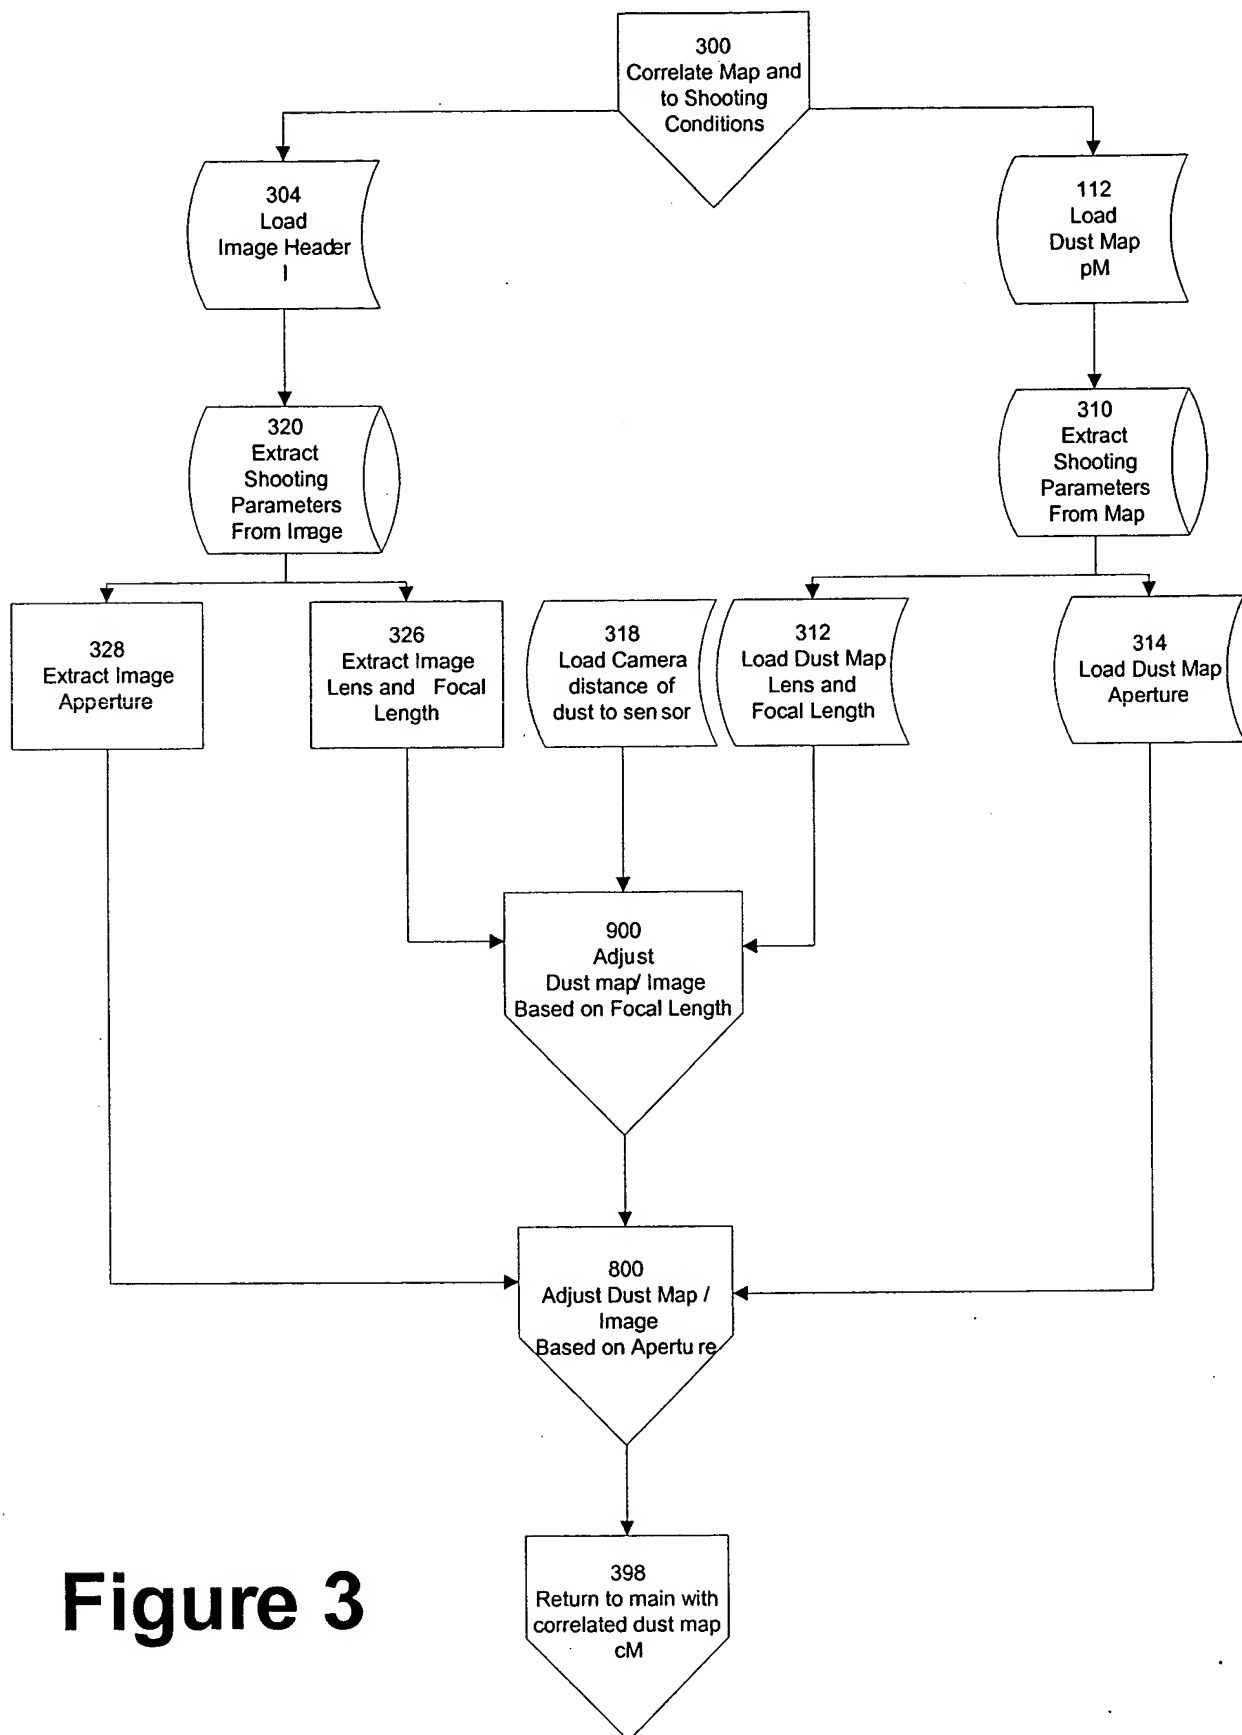 300
Correlate Map and
to Shooting
Conditions
304
Load
Image Header
I
112
Load
Dust Map
pM
320
Extract
Shooting
Parameters
From Image
310
Extract
Shooting
Parameters
From Map
328
Extract Image
Apperture
326
Extract Image
Lens and Focal
Length
318
Load Camera
distance of
dust to sensor
312
Load Dust Map
Lens and
Focal Length
314
Load Dust Map
Aperture
900
Adjust
Dust map/ Image
Based on Focal Length
800
Adjust Dust Map /
Image
Based on Aperture
398
Return to main with
correlated dust map
cM
Figure 3